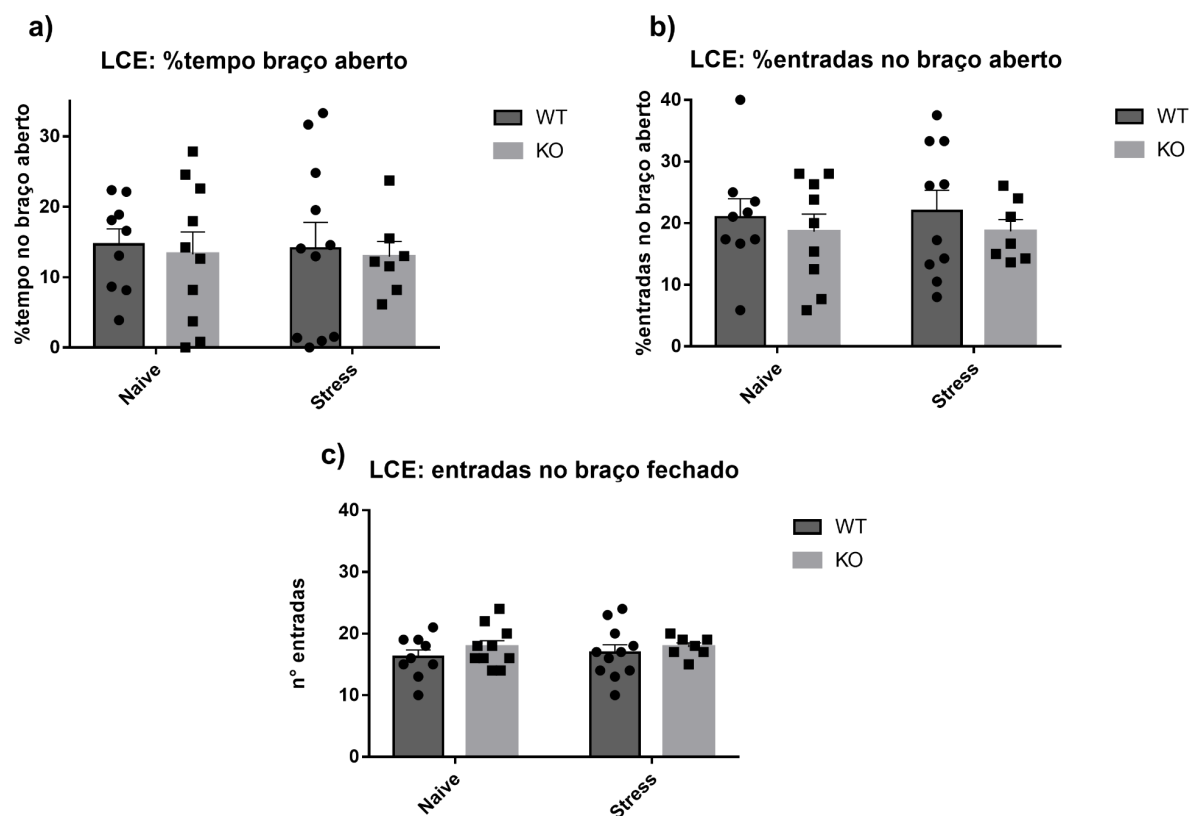 a)
LCE: %tempo braço aberto
%tempo no braço aberto
30
20
10
0
Naive
Stress
WT
KO
b)
LCE: %entradas no braço aberto
%entradas no braço aberto
40
30
20
10
0
Naive
Stress
WT
KO
c)
LCE: entradas no braço fechado
n° entradas
40
30
20
10
0
Naive
Stress
WT
KO